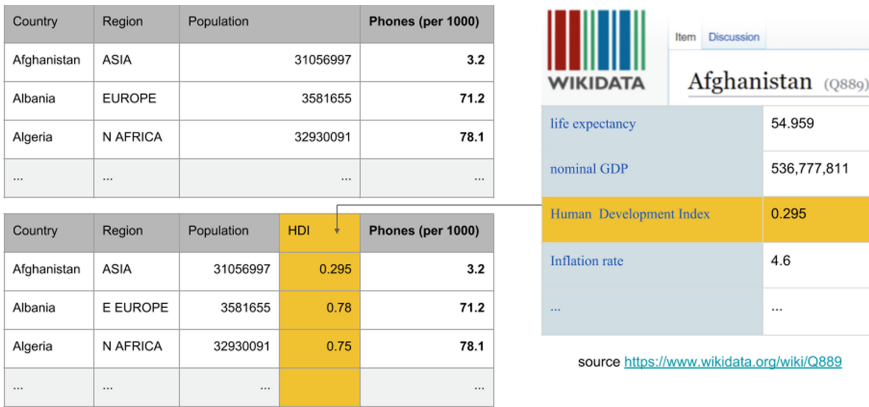 Country Region Population Phones (per 1000)
Afghanistan ASIA 31056997 3.2
Albania EUROPE 3581655 71.2
Algeria N AFRICA 32930091 78.1
... ... ... ...
Country Region Population HDI Phones (per 1000)
Afghanistan ASIA 31056997 0.295 3.2
Albania E EUROPE 3581655 0.78 71.2
Algeria N AFRICA 32930091 0.75 78.1
... ... ... ...
WIKIDATA
Item Discussion
Afghanistan (Q889)
life expectancy 54.959
nominal GDP 536,777,811
Human Development Index 0.295
Inflation rate 4.6
... ...
source https://www.wikidata.org/wiki/Q889